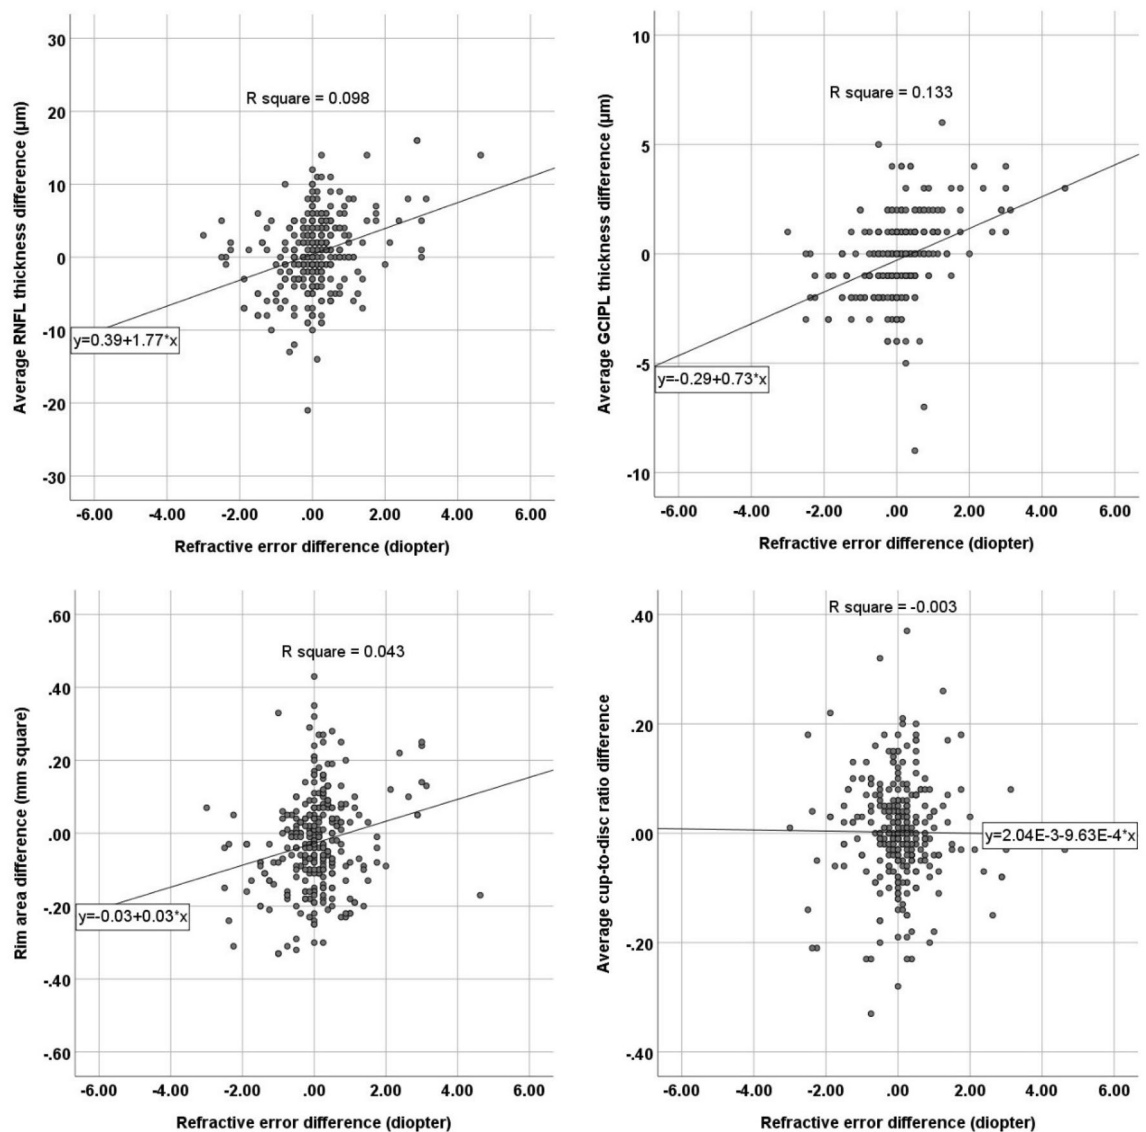 30
20
10
0
-10
-20
-30
Average RNFL thickness difference (μm)
R square = 0.098
y=0.39+1.77*x
-6.00 -4.00 -2.00 .00 2.00 4.00 6.00
Refractive error difference (diopter)
10
5
0
-5
-10
Average GCIPL thickness difference (μm)
R square = 0.133
y=-0.29+0.73*x
-6.00 -4.00 -2.00 .00 2.00 4.00 6.00
Refractive error difference (diopter)
.60
.40
.20
.00
-.20
-.40
-.60
Rim area difference (mm square)
R square = 0.043
y=-0.03+0.03*x
-6.00 -4.00 -2.00 .00 2.00 4.00 6.00
Refractive error difference (diopter)
.40
.20
.00
-.20
-.40
Average cup-to-disc ratio difference
R square = -0.003
y=2.04E-3-9.63E-4*x
-6.00 -4.00 -2.00 .00 2.00 4.00 6.00
Refractive error difference (diopter)